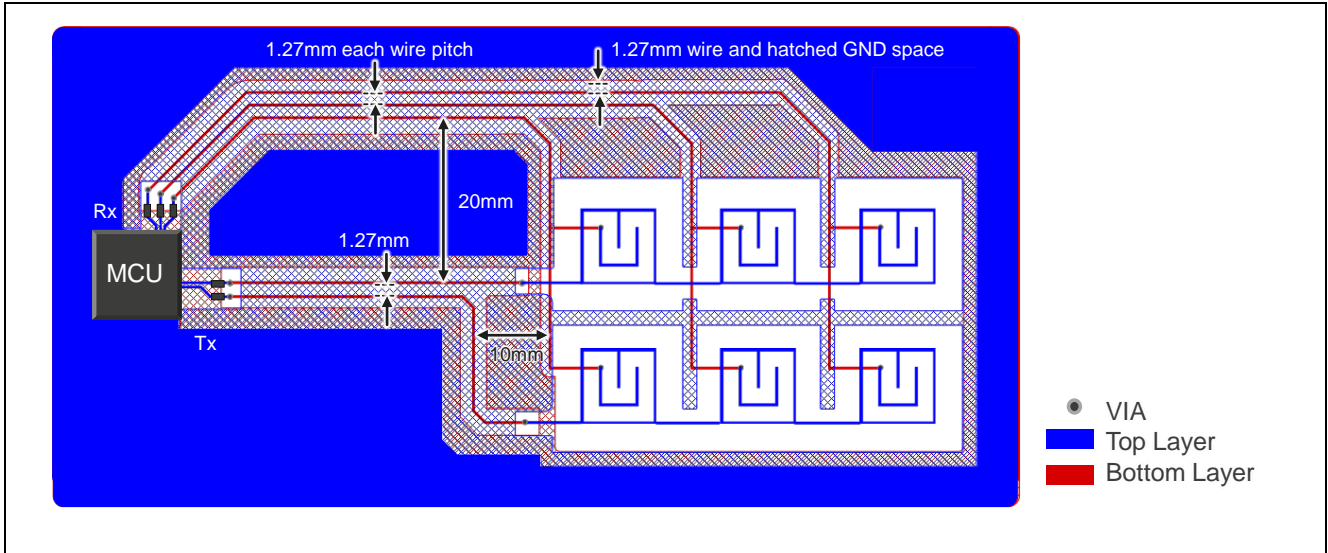 1.27mm each wire pitch
1.27mm wire and hatched GND space
Rx
20mm
1.27mm
MCU
Tx
10mm
VIA
Top Layer
Bottom Layer